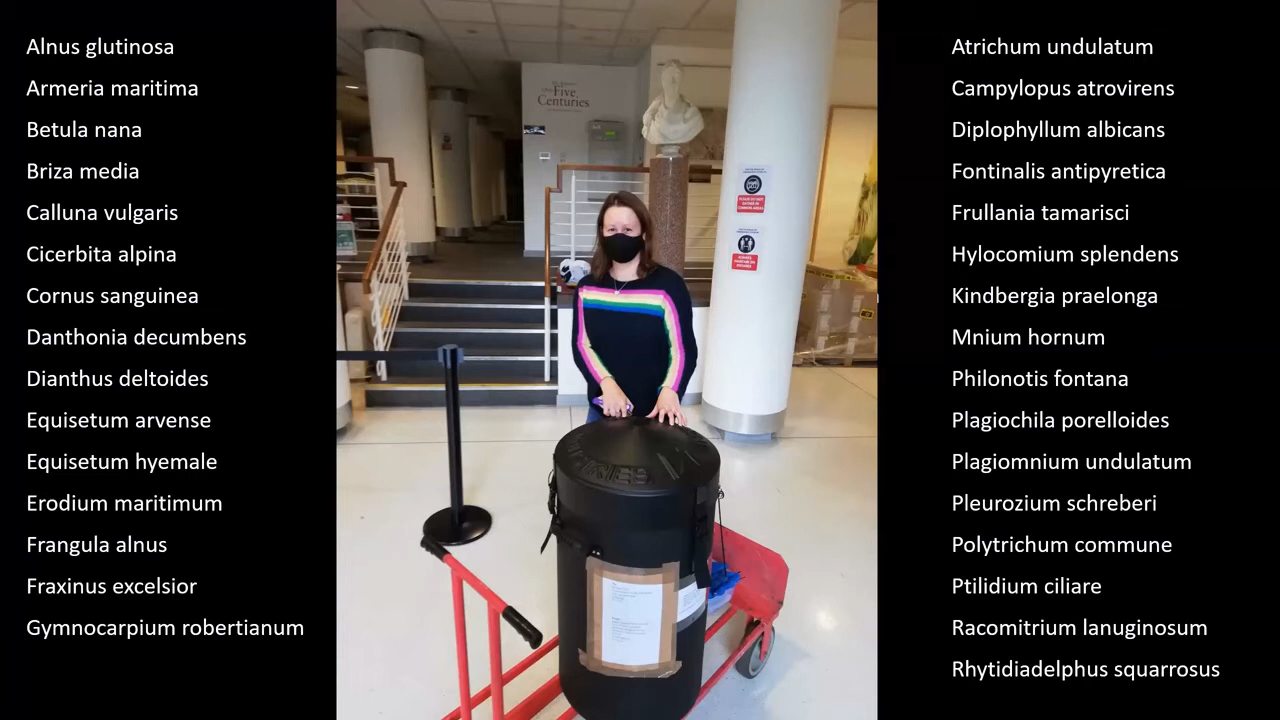 Alnus glutinosa
Armeria maritima
Betula nana
Briza media
Calluna vulgaris
Cicerbita alpina
Cornus sanguinea
Danthonia decumbens
Dianthus deltoides
Equisetum arvense
Equisetum hyemale
Erodium maritimum
Frangula alnus
Fraxinus excelsior
Gymnocarpium robertianum
Five
Centuries
Atrichum undulatum
Campylopus atrovirens
Diplophyllum albicans
Fontinalis antipyretica
Frullania tamarisci
Hylocomium splendens
Kindbergia praelonga
Mnium hornum
Philonotis fontana
Plagiochila porelloides
Plagiomnium undulatum
Pleurozium schreberi
Polytrichum commune
Ptilidium ciliare
Racomitrium lanuginosum
Rhytidiadelphus squarrosus